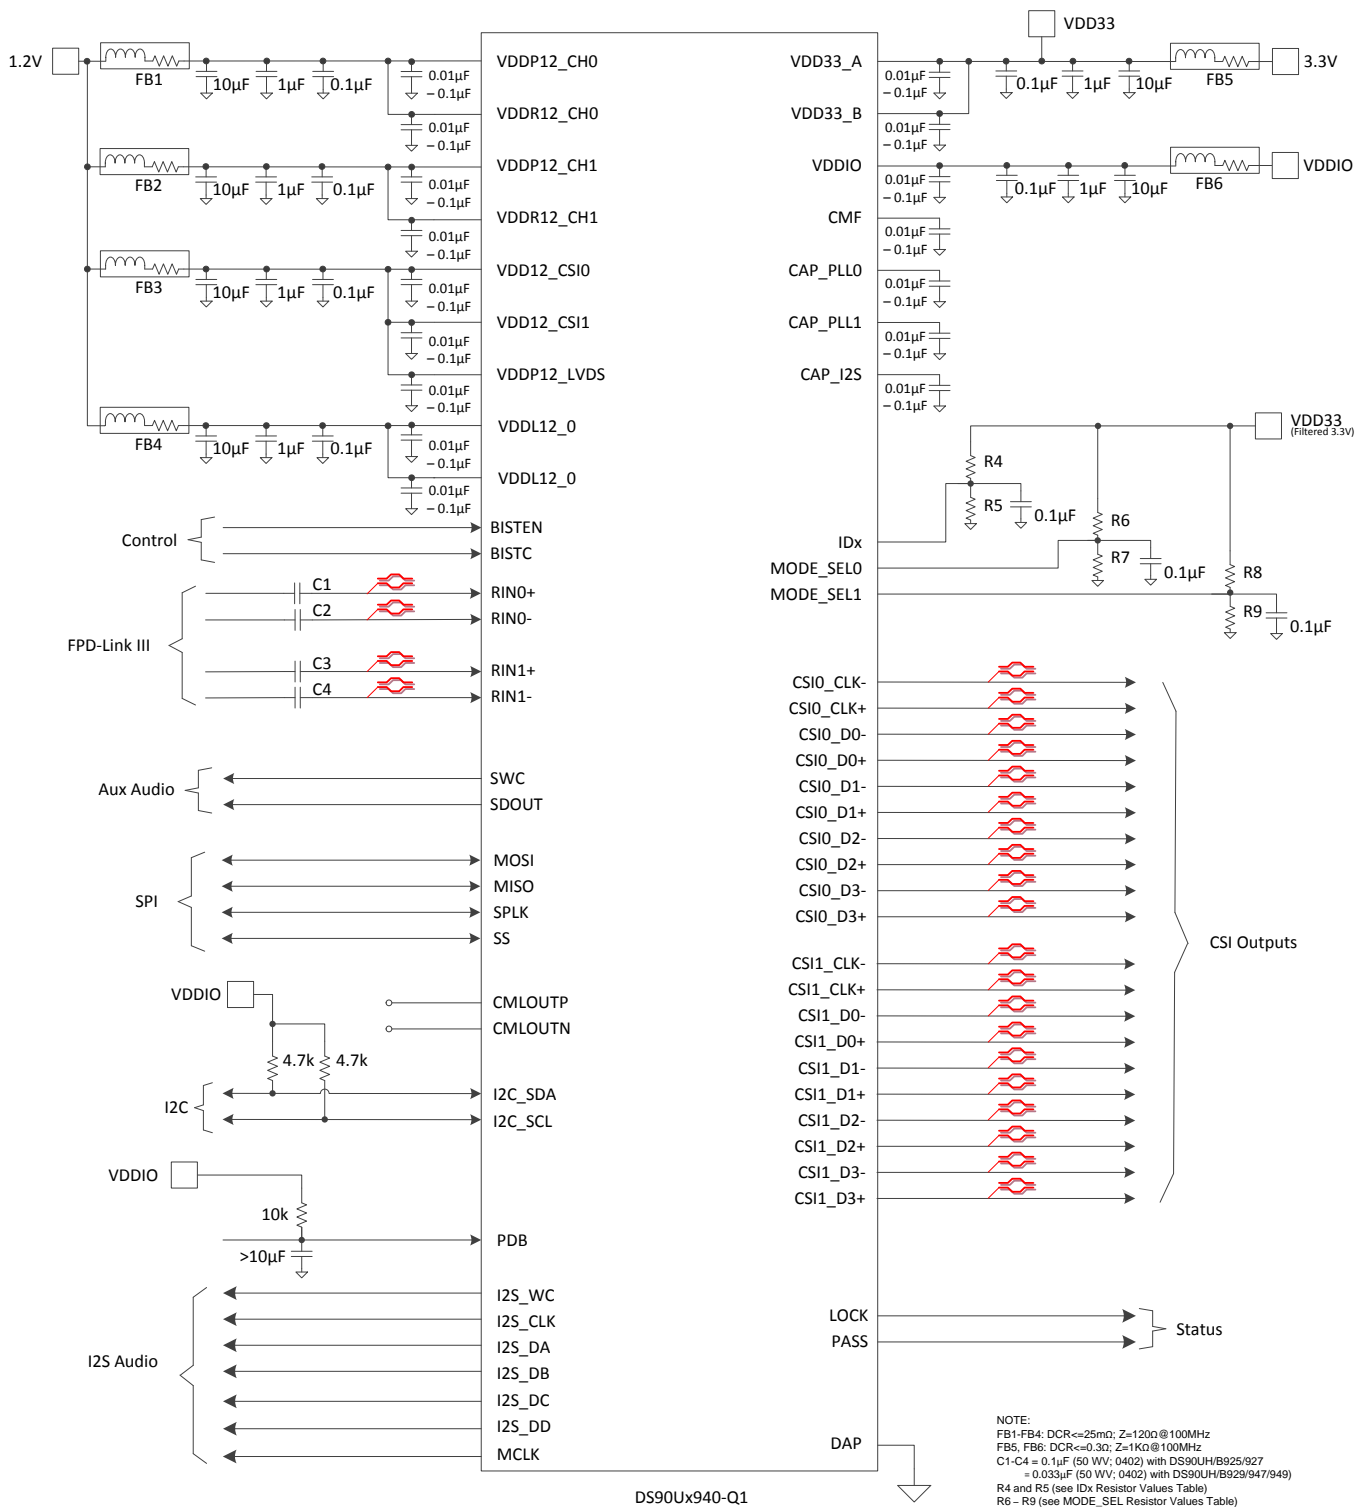 VDD33
1.2V
FB1
10µF
1µF
0.1µF
0.01µF
– 0.1µF
VDDP12_CH0
0.01µF
– 0.1µF
VDDR12_CH0
FB2
10µF
1µF
0.1µF
0.01µF
– 0.1µF
VDDP12_CH1
0.01µF
– 0.1µF
VDDR12_CH1
FB3
10µF
1µF
0.1µF
0.01µF
– 0.1µF
VDD12_CSI0
0.01µF
– 0.1µF
VDD12_CSI1
0.01µF
– 0.1µF
VDDP12_LVDS
FB4
10µF
1µF
0.1µF
0.01µF
– 0.1µF
VDDL12_0
0.01µF
– 0.1µF
VDDL12_0
Control
BISTEN
BISTC
FPD-Link III
C1
RIN0+
C2
RIN0-
C3
RIN1+
C4
RIN1-
Aux Audio
SWC
SDOUT
SPI
MOSI
MISO
SPLK
SS
CMLOUTP
CMLOUTN
VDDIO
4.7k
4.7k
I2C
I2C_SDA
I2C_SCL
VDDIO
10k
>10µF
PDB
I2S Audio
I2S_WC
I2S_CLK
I2S_DA
I2S_DB
I2S_DC
I2S_DD
MCLK
VDD33_A
0.01µF
– 0.1µF
0.1µF
1µF
10µF
FB5
3.3V
VDD33_B
0.01µF
– 0.1µF
VDDIO
0.01µF
– 0.1µF
0.1µF
1µF
10µF
FB6
VDDIO
CMF
0.01µF
– 0.1µF
CAP_PLL0
0.01µF
– 0.1µF
CAP_PLL1
0.01µF
– 0.1µF
CAP_I2S
0.01µF
– 0.1µF
VDD33
(Filtered 3.3V)
R4
R5
0.1µF
R6
R7
0.1µF
R8
R9
0.1µF
IDx
MODE_SEL0
MODE_SEL1
CSI0_CLK-
CSI0_CLK+
CSI0_D0-
CSI0_D0+
CSI0_D1-
CSI0_D1+
CSI0_D2-
CSI0_D2+
CSI0_D3-
CSI0_D3+
CSI1_CLK-
CSI1_CLK+
CSI1_D0-
CSI1_D0+
CSI1_D1-
CSI1_D1+
CSI1_D2-
CSI1_D2+
CSI1_D3-
CSI1_D3+
CSI Outputs
LOCK
PASS
Status
DAP
DS90Ux940-Q1
NOTE:
FB1-FB4: DCR<=25mΩ; Z=120Ω@100MHz
FB5, FB6: DCR<=0.3Ω; Z=1KΩ@100MHz
C1-C4 = 0.1µF (50 WV; 0402) with DS90UH/B925/927
= 0.033µF (50 WV; 0402) with DS90UH/B929/947/949)
R4 and R5 (see IDx Resistor Values Table)
R6 – R9 (see MODE_SEL Resistor Values Table)